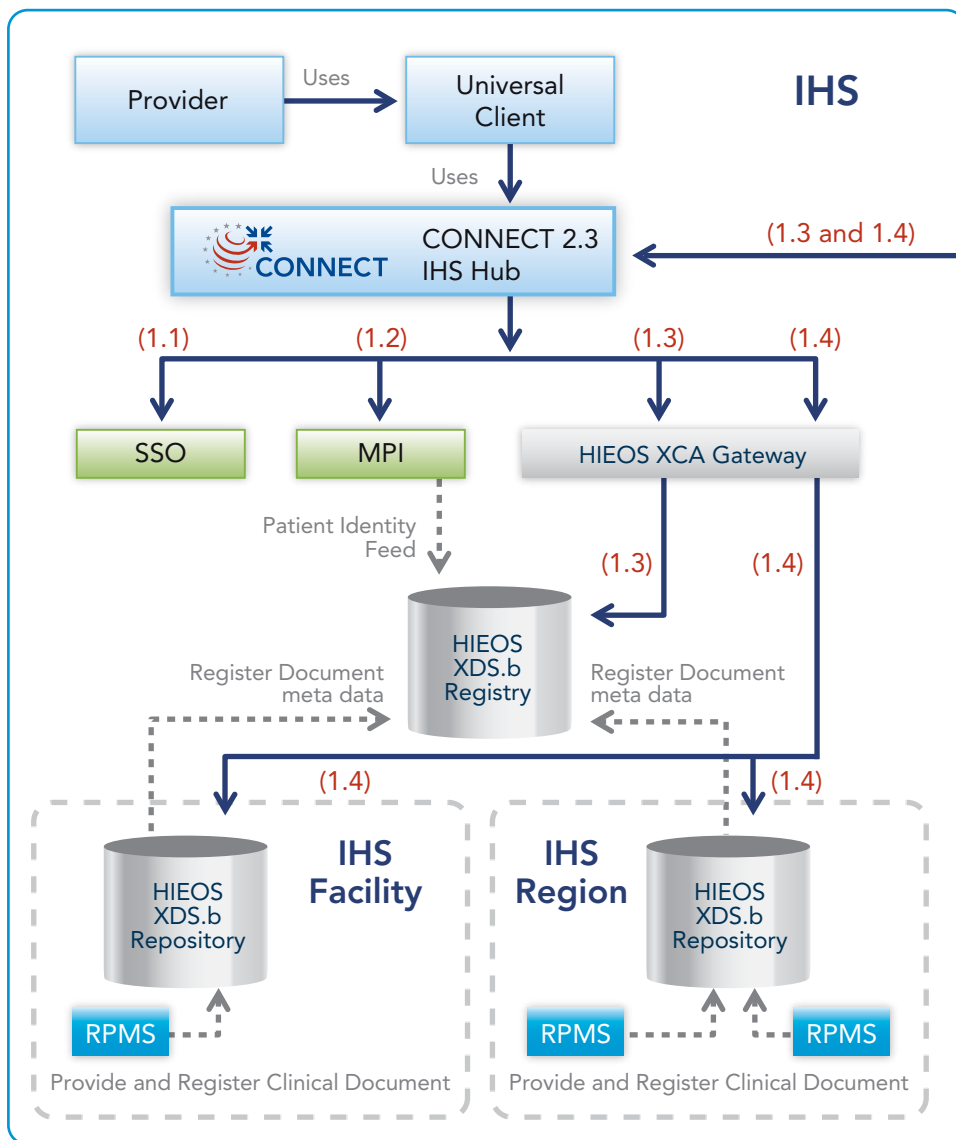 Provider
Uses
Universal
Client
IHS
Uses
CONNECT
CONNECT 2.3
IHS Hub
(1.3 and 1.4)
(1.1)
(1.2)
(1.3)
(1.4)
SSO
MPI
HIEOS XCA Gateway
Patient Identity
Feed
(1.3)
(1.4)
HIEOS
XDS.b
Registry
Register Document
meta data
Register Document
meta data
(1.4)
(1.4)
IHS
Facility
HIEOS
XDS.b
Repository
RPMS
Provide and Register Clinical Document
IHS
Region
HIEOS
XDS.b
Repository
RPMS
RPMS
Provide and Register Clinical Document